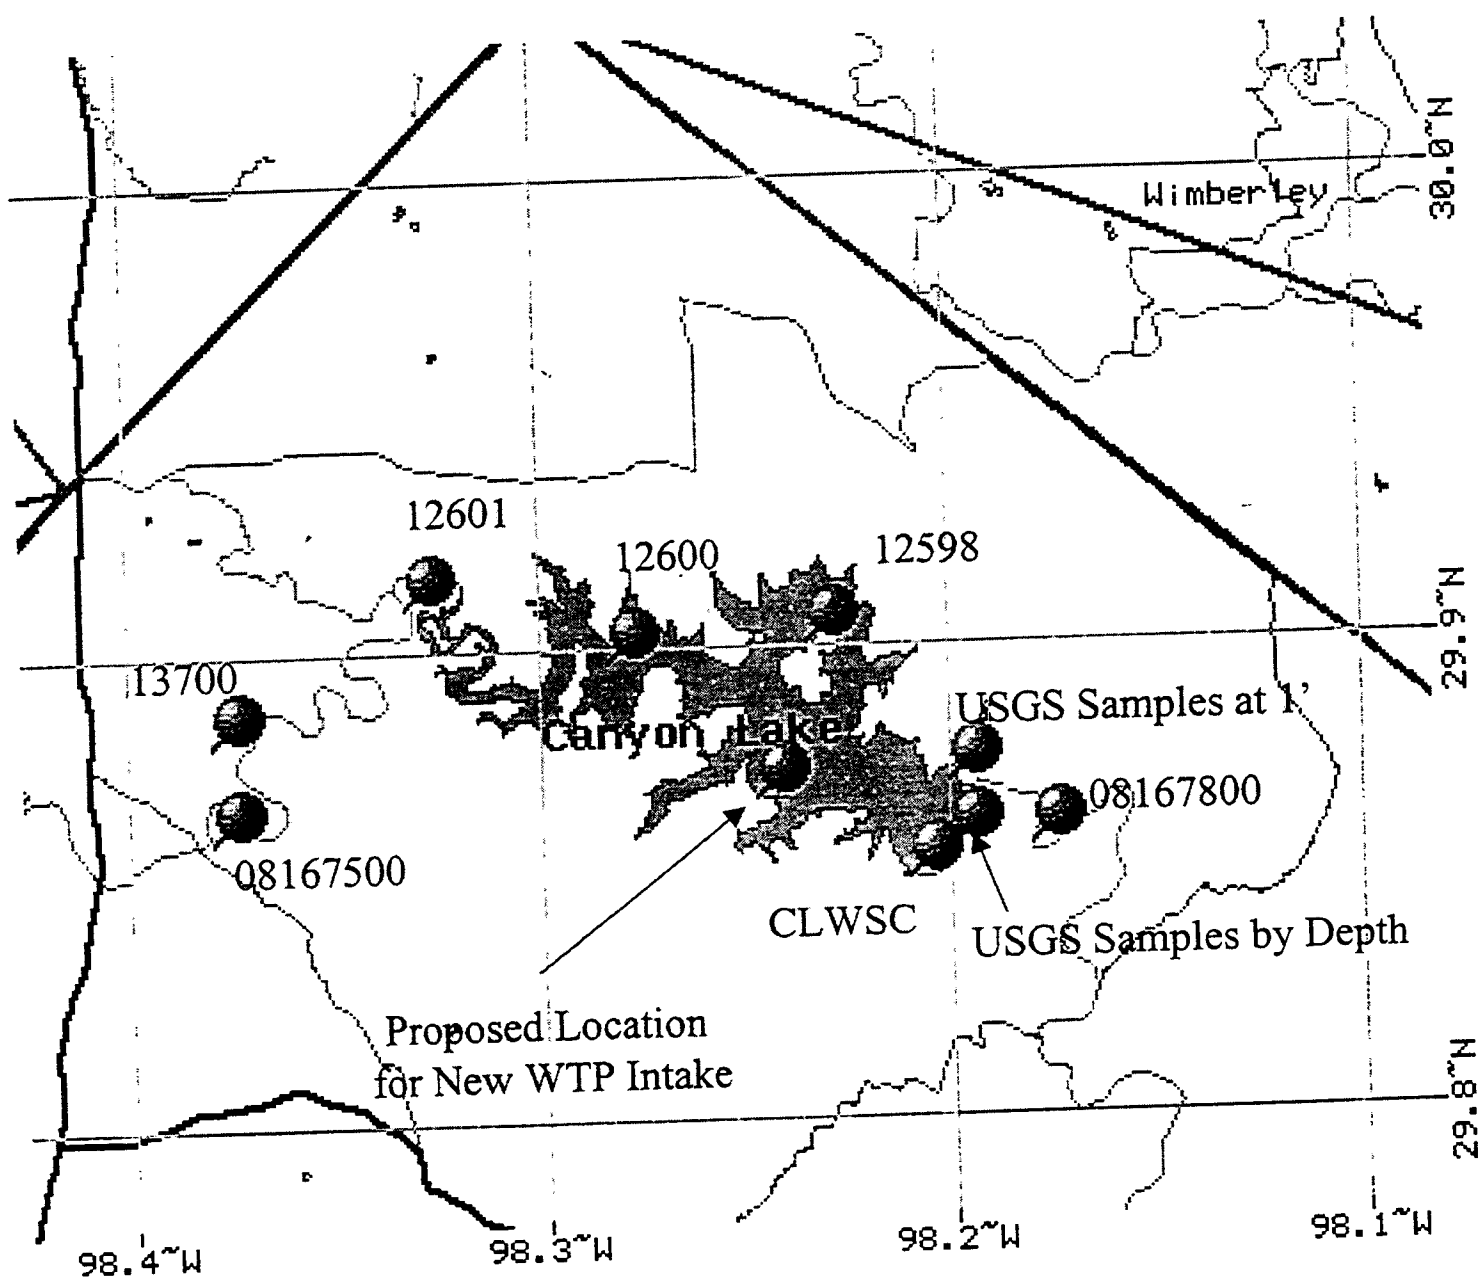 30.0~N
Wimberley
12601
12600
12598
29.9~N
13700
USGS Samples at 1'
Canyon Lake
08167800
08167500
CLWSC
USGS Samples by Depth
Proposed Location
for New WTP Intake
29.8~N
98.4~W
98.3~W
98.2~W
98.1~W